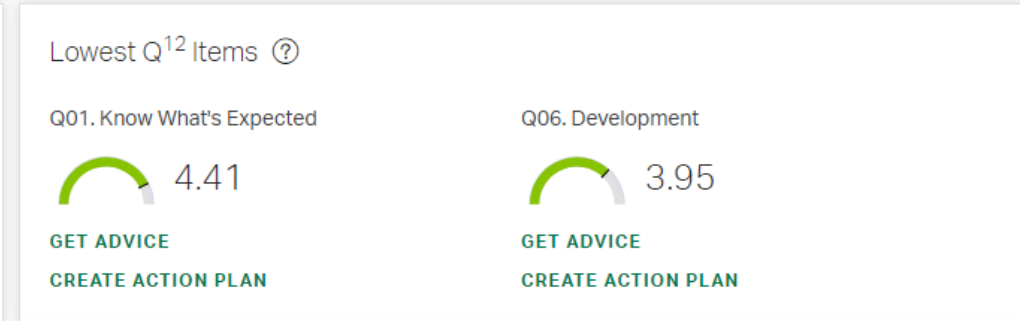 Lowest Q12 Items ?
Q01. Know What's Expected
4.41
GET ADVICE
CREATE ACTION PLAN
Q06. Development
3.95
GET ADVICE
CREATE ACTION PLAN